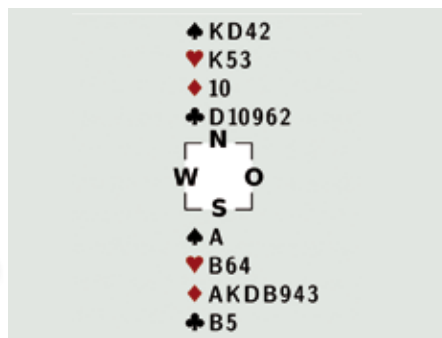 ♠ KD42
♥ K53
♦ 10
♣ D10962
N
W O
S
♠ A
♥ B64
♦ AKDB943
♣ B5